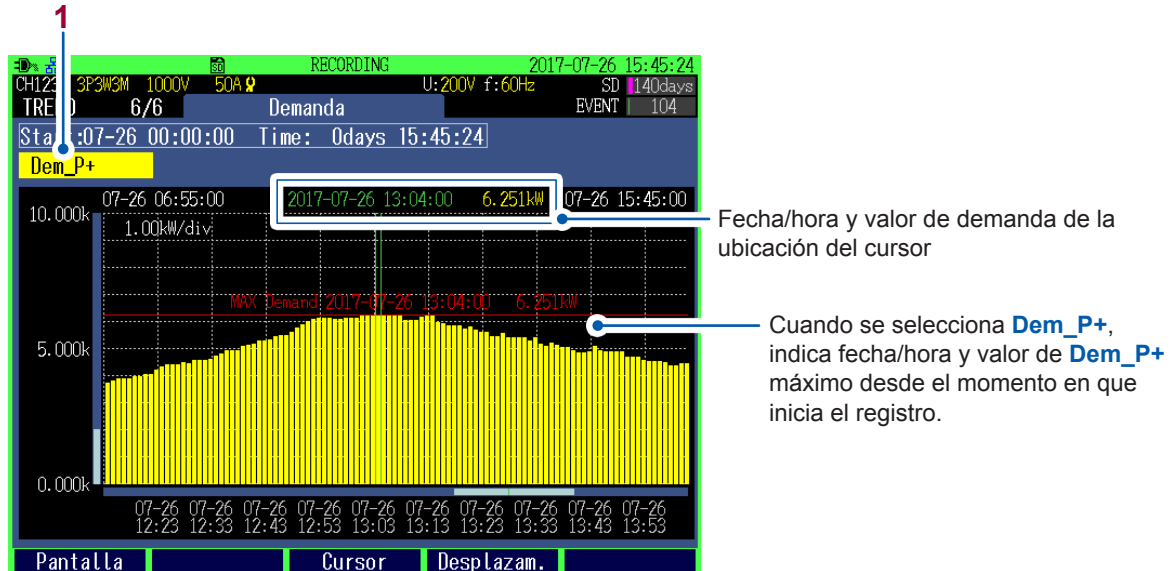 1
SD RECORDING 2017-07-26 15:45:24
CH123 3P3W3M 1000V 50A U:200V f:60Hz SD 140days
6/6 Demanda EVENT 104
:07-26 00:00:00 Time: 0days 15:45:24
Dem_P+
07-26 06:55:00 2017-07-26 13:04:00 6.251kW 07-26 15:45:00
10.000k
1.00kW/div
Fecha/hora y valor de demanda de la
ubicación del cursor
MAX Demand 2017-07-26 13:04:00 6.251kW
Cuando se selecciona Dem_P+,
indica fecha/hora y valor de Dem_P+
máximo desde el momento en que
inicia el registro.
5.000k
0.000k
07-26 07-26 07-26 07-26 07-26 07-26 07-26 07-26 07-26 07-26
12:23 12:33 12:43 12:53 13:03 13:13 13:23 13:33 13:43 13:53
Pantalla Cursor Desplazam.